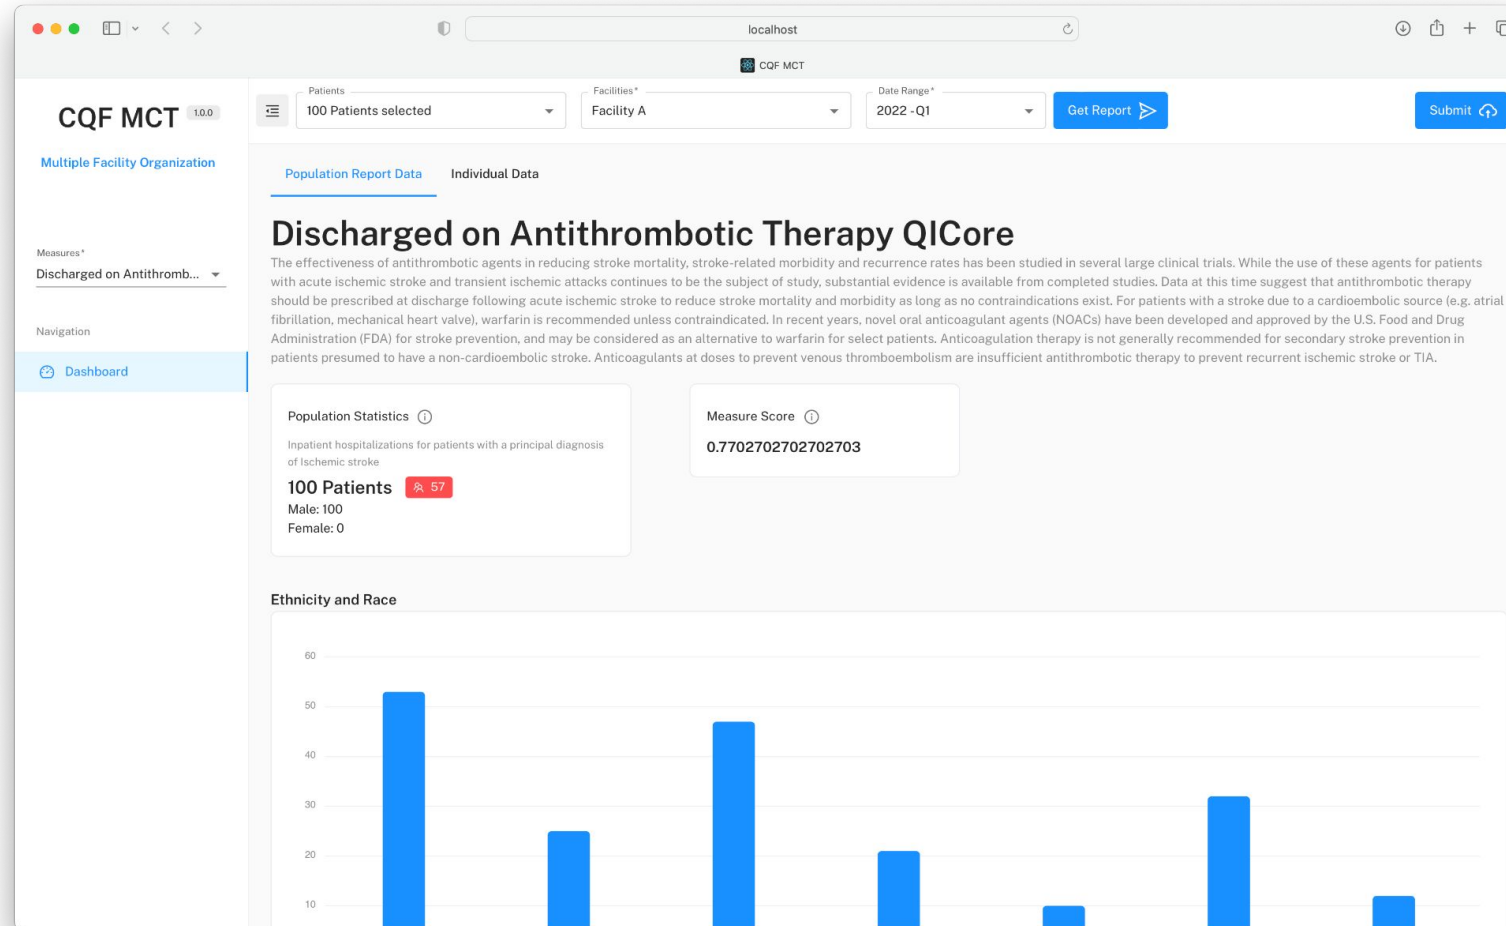 localhost
CQF MCT
CQF MCT 1.0.0
Multiple Facility Organization
Measures*
Discharged on Antithromb...
Navigation
Dashboard
Patients
100 Patients selected
Facilities*
Facility A
Date Range*
2022 - Q1
Get Report
Submit
Population Report Data
Individual Data
Discharged on Antithrombotic Therapy QICore
The effectiveness of antithrombotic agents in reducing stroke mortality, stroke-related morbidity and recurrence rates has been studied in several large clinical trials. While the use of these agents for patients
with acute ischemic stroke and transient ischemic attacks continues to be the subject of study, substantial evidence is available from completed studies. Data at this time suggest that antithrombotic therapy
should be prescribed at discharge following acute ischemic stroke to reduce stroke mortality and morbidity as long as no contraindications exist. For patients with a stroke due to a cardioembolic source (e.g. atrial
fibrillation, mechanical heart valve), warfarin is recommended unless contraindicated. In recent years, novel oral anticoagulant agents (NOACs) have been developed and approved by the U.S. Food and Drug
Administration (FDA) for stroke prevention, and may be considered as an alternative to warfarin for select patients. Anticoagulation therapy is not generally recommended for secondary stroke prevention in
patients presumed to have a non-cardioembolic stroke. Anticoagulants at doses to prevent venous thromboembolism are insufficient antithrombotic therapy to prevent recurrent ischemic stroke or TIA.
Population Statistics
Inpatient hospitalizations for patients with a principal diagnosis
of Ischemic stroke
100 Patients 57
Male: 100
Female: 0
Measure Score
0.7702702702702703
Ethnicity and Race
60
50
40
30
20
10